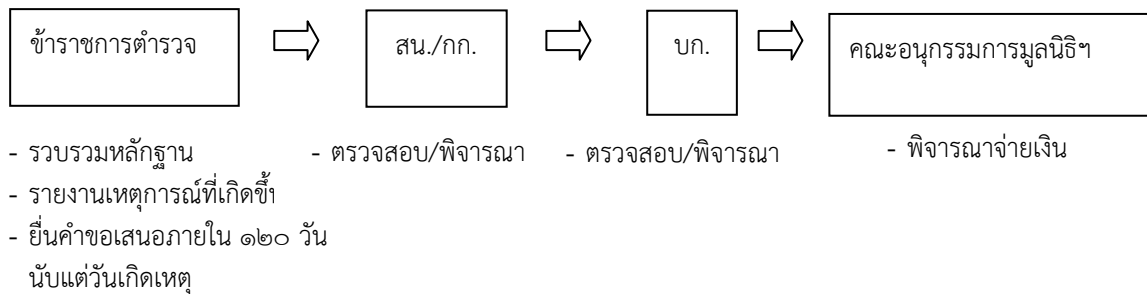 ข้าราชการตำรวจ
สน./กก.
บก.
คณะอนุกรรมการมูลนิธิฯ
- รวบรวมหลักฐาน
- รายงานเหตุการณ์ที่เกิดขึ้น
- ยื่นคำขอเสนอภายใน ๑๒๐ วัน
นับแต่วันเกิดเหตุ
- ตรวจสอบ/พิจารณา
- ตรวจสอบ/พิจารณา
- พิจารณาจ่ายเงิน